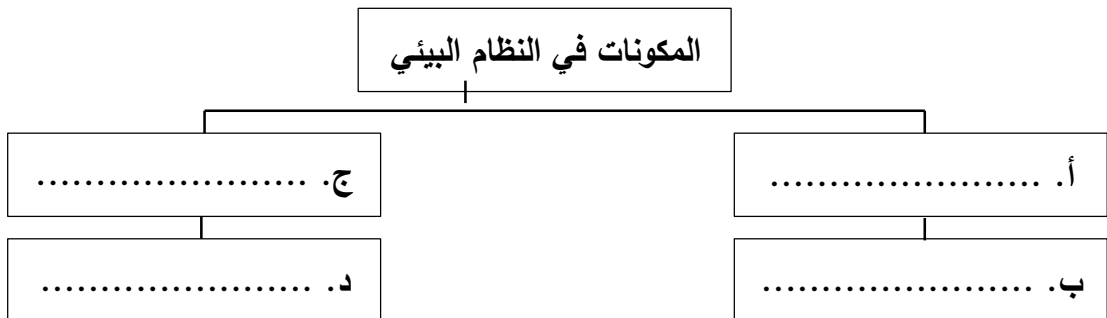 المكونات في النظام البيئي
أ. .......................
ج. .......................
ب. .......................
د. .......................